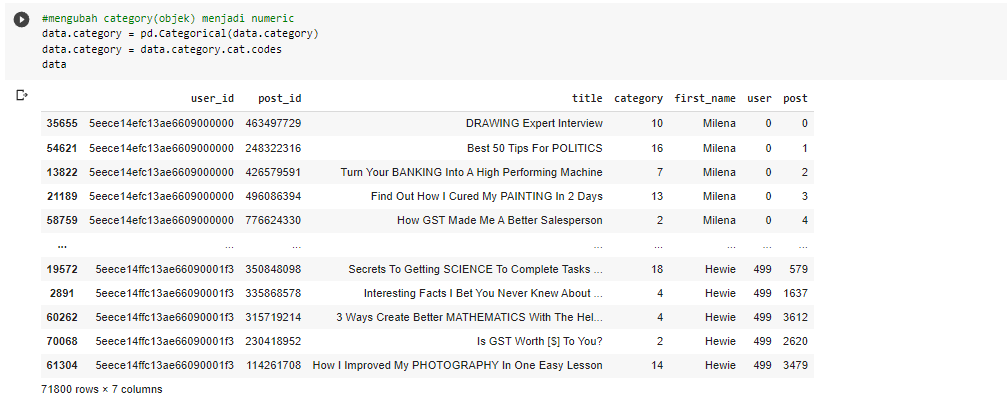 #mengubah category(objek) menjadi numeric
data.category = pd.Categorical(data.category)
data.category = data.category.cat.codes
data
user_id post_id title category first_name user post
35655 5eece14efc13ae6609000000 463497729 DRAWING Expert Interview 10 Milena 0 0
54621 5eece14efc13ae6609000000 248322316 Best 50 Tips For POLITICS 16 Milena 0 1
13822 5eece14efc13ae6609000000 426579591 Turn Your BANKING Into A High Performing Machine 7 Milena 0 2
21189 5eece14efc13ae6609000000 496086394 Find Out How I Cured My PAINTING In 2 Days 13 Milena 0 3
58759 5eece14efc13ae6609000000 776624330 How GST Made Me A Better Salesperson 2 Milena 0 4
... ... ... ... ... ... ... ...
19572 5eece14ffc13ae66090001f3 350848098 Secrets To Getting SCIENCE To Complete Tasks ... 18 Hewie 499 579
2891 5eece14ffc13ae66090001f3 335868578 Interesting Facts I Bet You Never Knew About ... 4 Hewie 499 1637
60262 5eece14ffc13ae66090001f3 315719214 3 Ways Create Better MATHEMATICS With The Hel... 4 Hewie 499 3612
70068 5eece14ffc13ae66090001f3 230418952 Is GST Worth [$] To You? 2 Hewie 499 2620
61304 5eece14ffc13ae66090001f3 114261708 How I Improved My PHOTOGRAPHY In One Easy Lesson 14 Hewie 499 3479
71800 rows × 7 columns